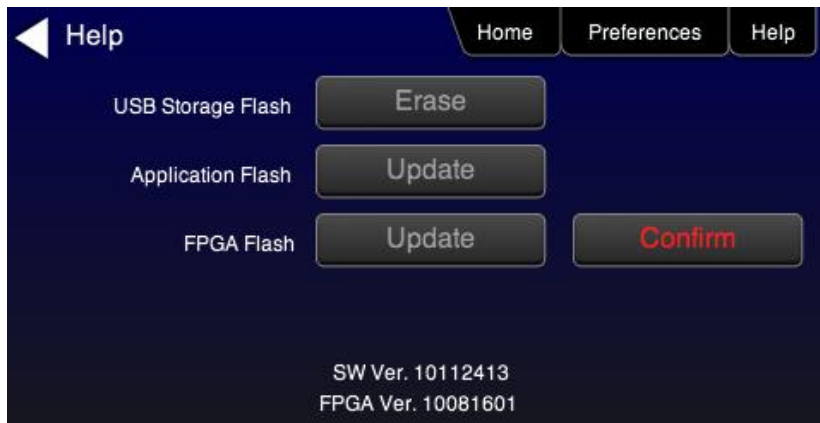 Help
Home
Preferences
Help
USB Storage Flash
Erase
Application Flash
Update
FPGA Flash
Update
Confirm
SW Ver. 10112413
FPGA Ver. 10081601